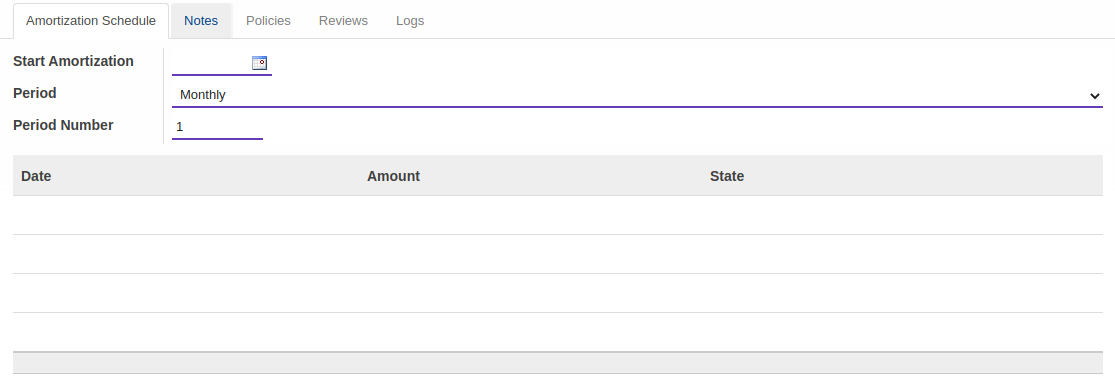 Amortization Schedule Notes Policies Reviews Logs
Start Amortization
Period Monthly
Period Number 1
Date Amount State